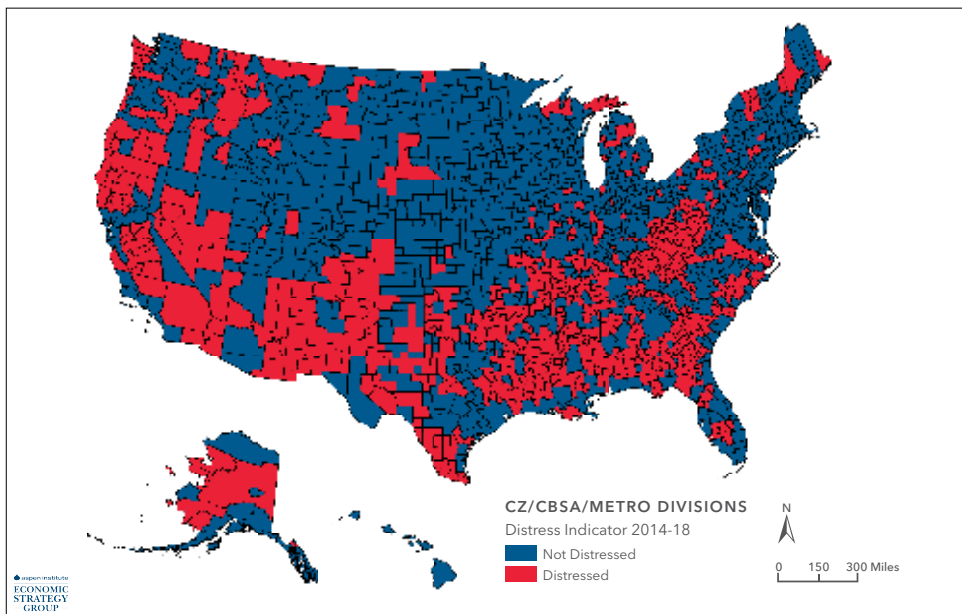 CZ/CBSA/METRO DIVISIONS
Distress Indicator 2014-18
Not Distressed
Distressed
N
0 150 300 Miles
aspen institute
ECONOMIC
STRATEGY
GROUP